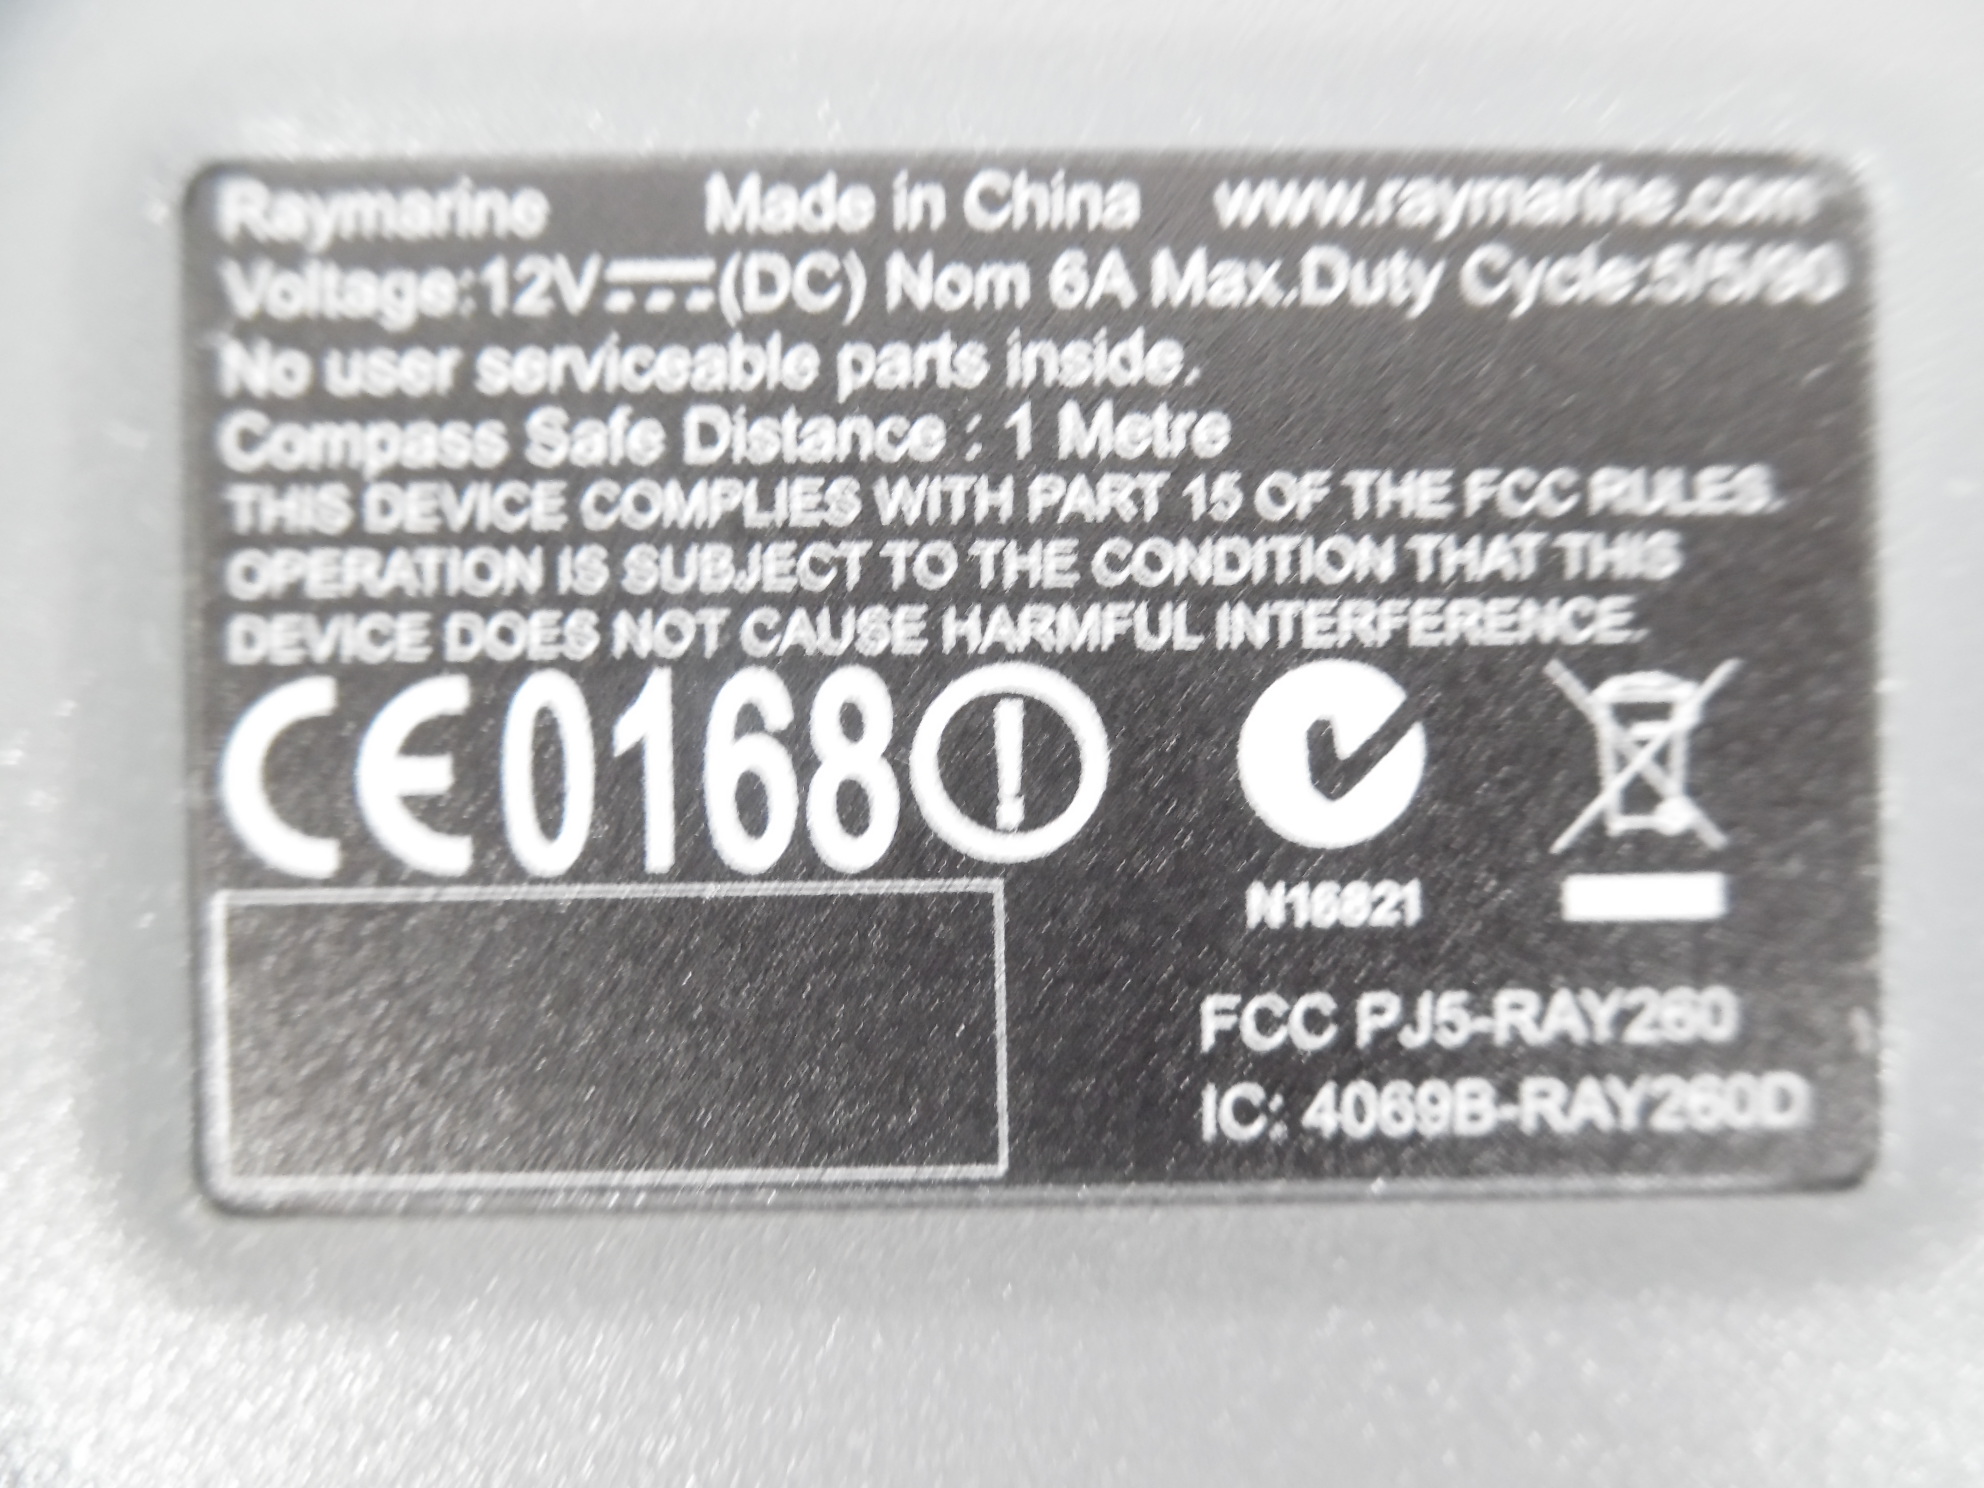 Raymarine Made in China www.raymarine.com
Voltage:12V (DC) Nom 6A Max.Duty Cycle:5/5/90
No user serviceable parts inside.
Compass Safe Distance : 1 Metre
THIS DEVICE COMPLIES WITH PART 15 OF THE FCC RULES.
OPERATION IS SUBJECT TO THE CONDITION THAT THIS
DEVICE DOES NOT CAUSE HARMFUL INTERFERENCE.
CE0168
N16821
FCC PJ5-RAY260
IC: 4069B-RAY260D